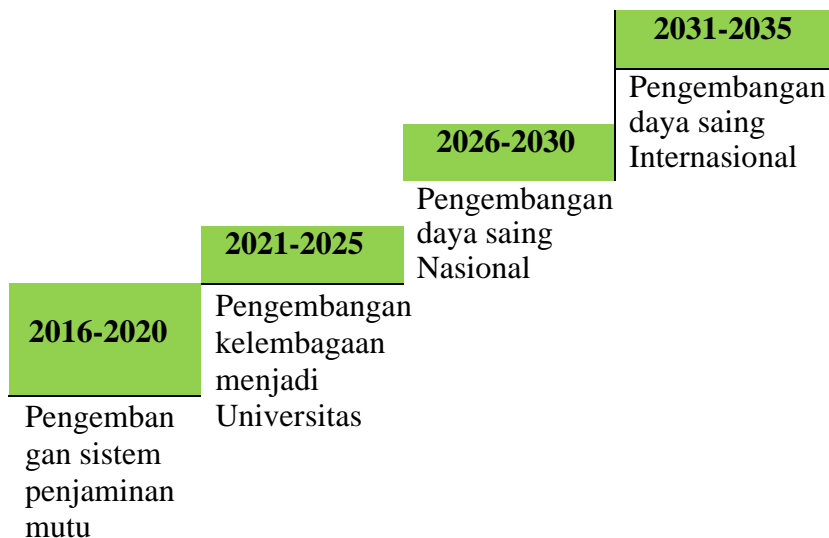 2016-2020
Pengemban
gan sistem
penjaminan
mutu
2021-2025
Pengembangan
kelembagaan
menjadi
Universitas
2026-2030
Pengembangan
daya saing
Nasional
2031-2035
Pengembangan
daya saing
Internasional